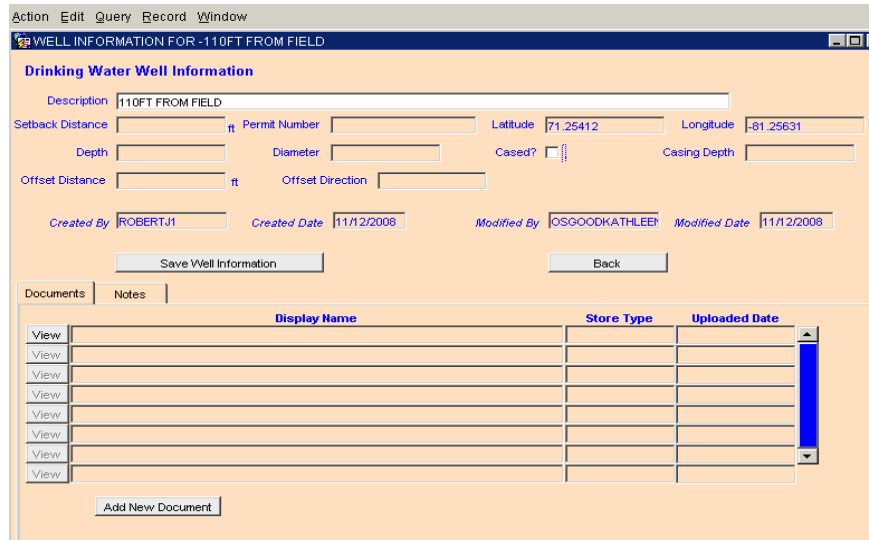 Action Edit Query Record Window
WELL INFORMATION FOR -110FT FROM FIELD
Drinking Water Well Information
Description 110FT FROM FIELD
Setback Distance ft Permit Number Latitude 71.25412 Longitude -81.25631
Depth Diameter Cased? Casing Depth
Offset Distance ft Offset Direction
Created By ROBERTJ1 Created Date 11/12/2008 Modified By OSGOODKATHLEEN Modified Date 11/12/2008
Save Well Information Back
Documents Notes
Display Name Store Type Uploaded Date
View
View
View
View
View
View
View
View
Add New Document